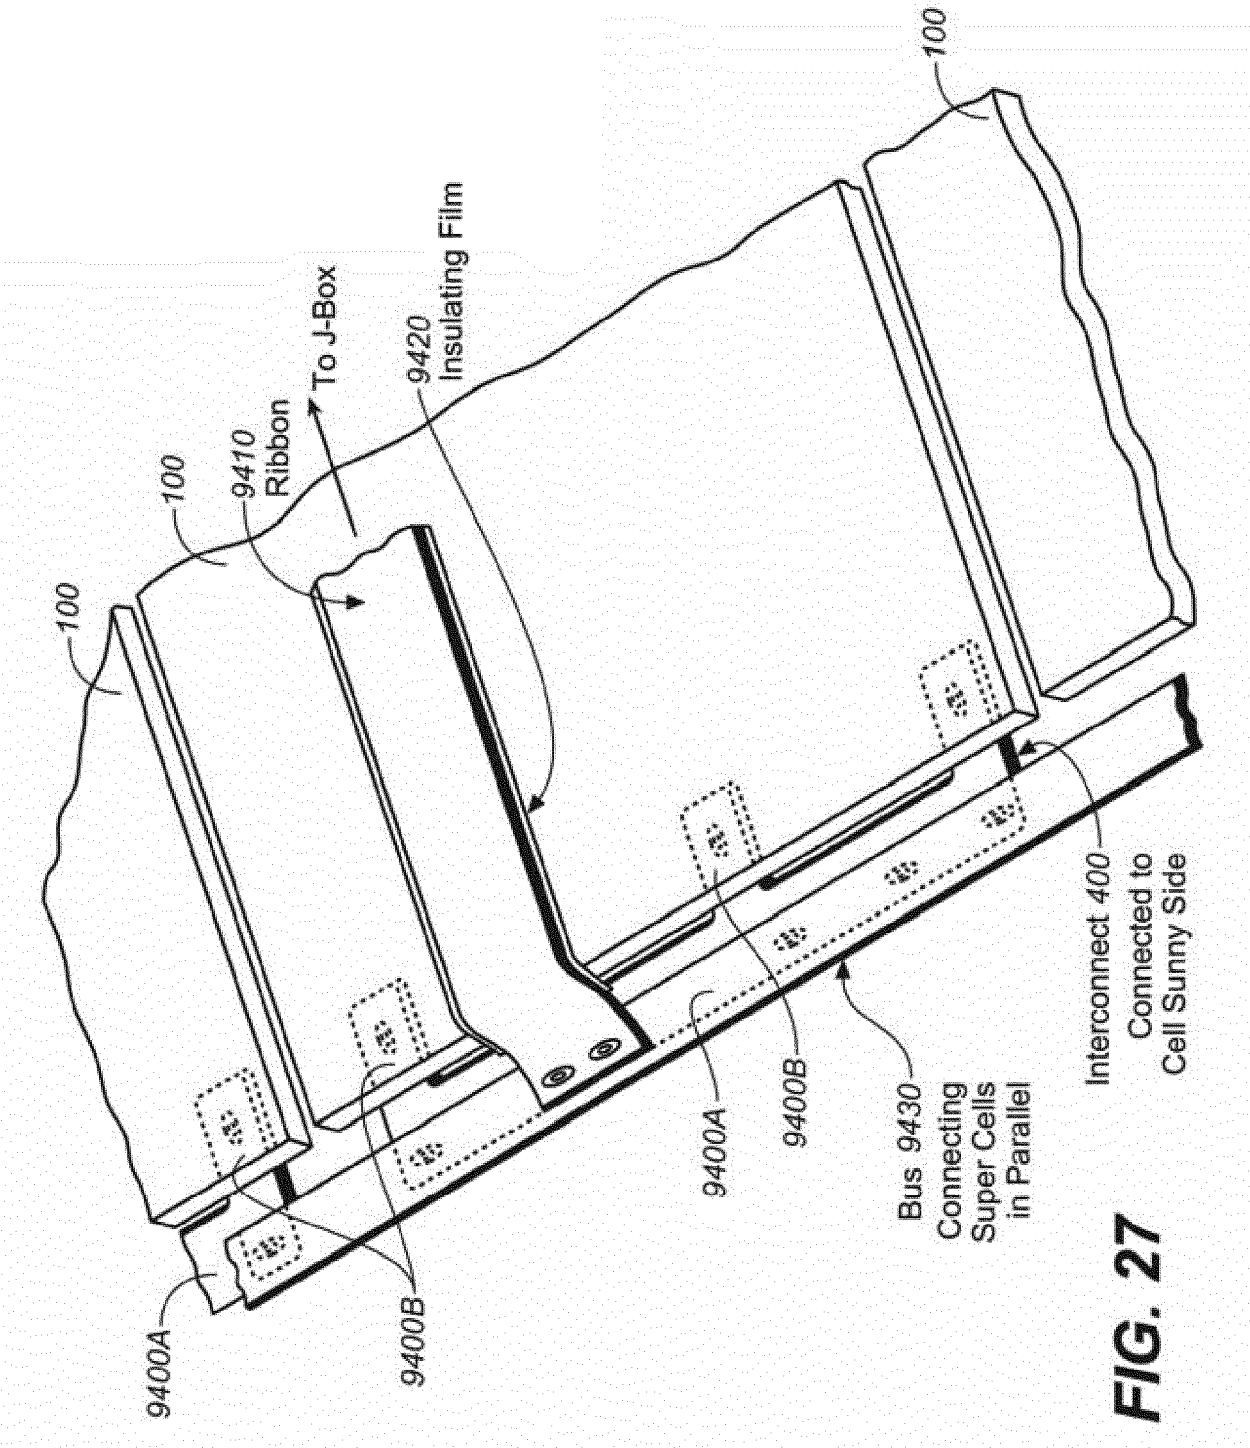 100
100
100
9410
Ribbon
To J-Box
9420
Insulating Film
9400A
9400B
9400A
9400B
Bus 9430
Connecting
Super Cells
in Parallel
Interconnect 400
Connected to
Cell Sunny Side
FIG. 27